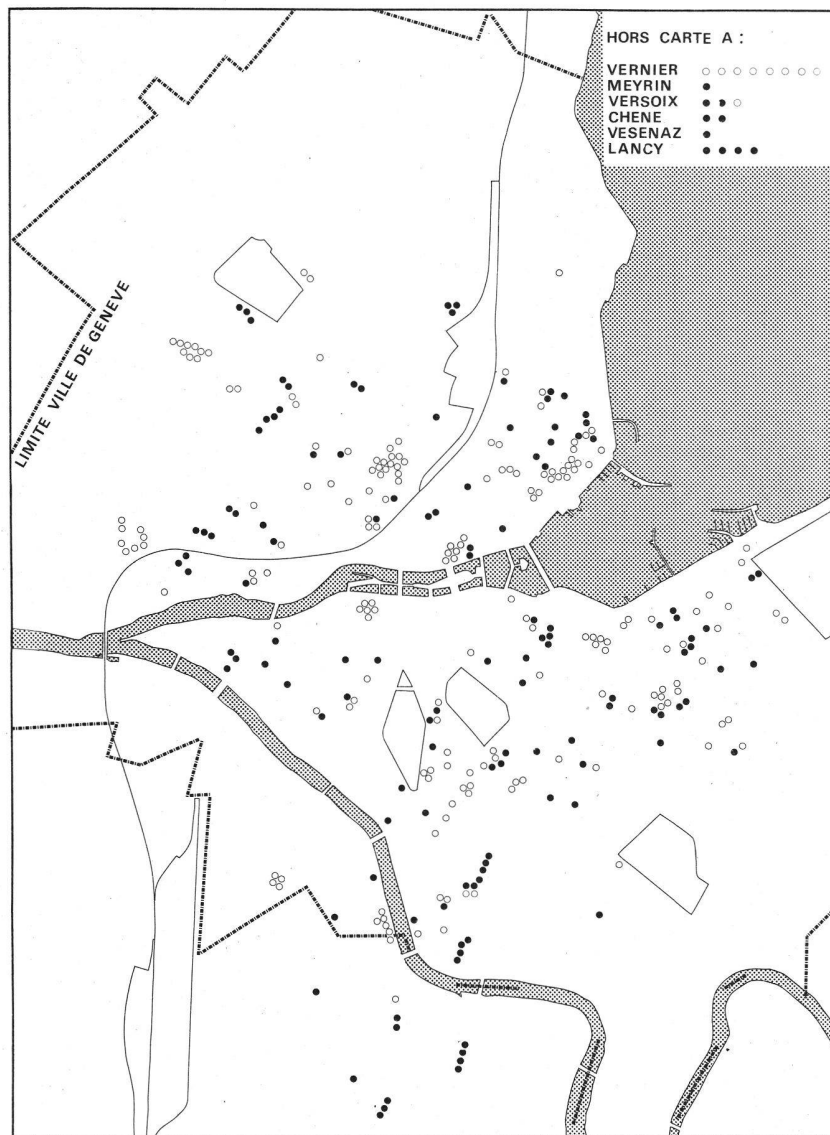 HORS CARTE A :
VERNIER
MEYRIN
VERSOIX
CHENE
VESENAZ
LANCY
LIMITE VILLE DE GENEVE